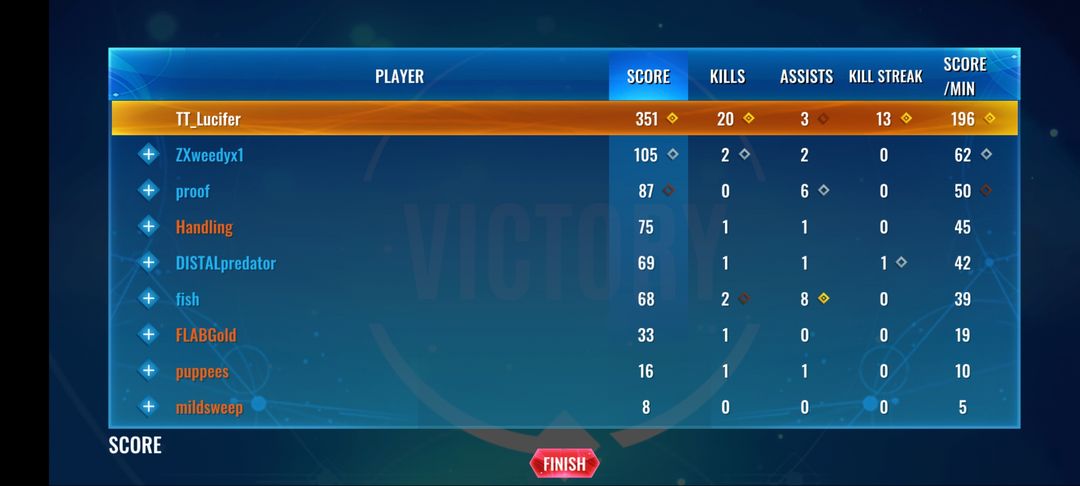 PLAYER SCORE KILLS ASSISTS KILL STREAK SCORE /MIN
TT_Lucifer 351 20 3 13 196
ZXweedyx1 105 2 2 0 62
proof 87 0 6 0 50
Handling 75 1 1 0 45
DISTALpredator 69 1 1 1 42
fish 68 2 8 0 39
FLABGold 33 1 0 0 19
puppees 16 1 1 0 10
mildsweep 8 0 0 0 5
VICTORY
SCORE
FINISH